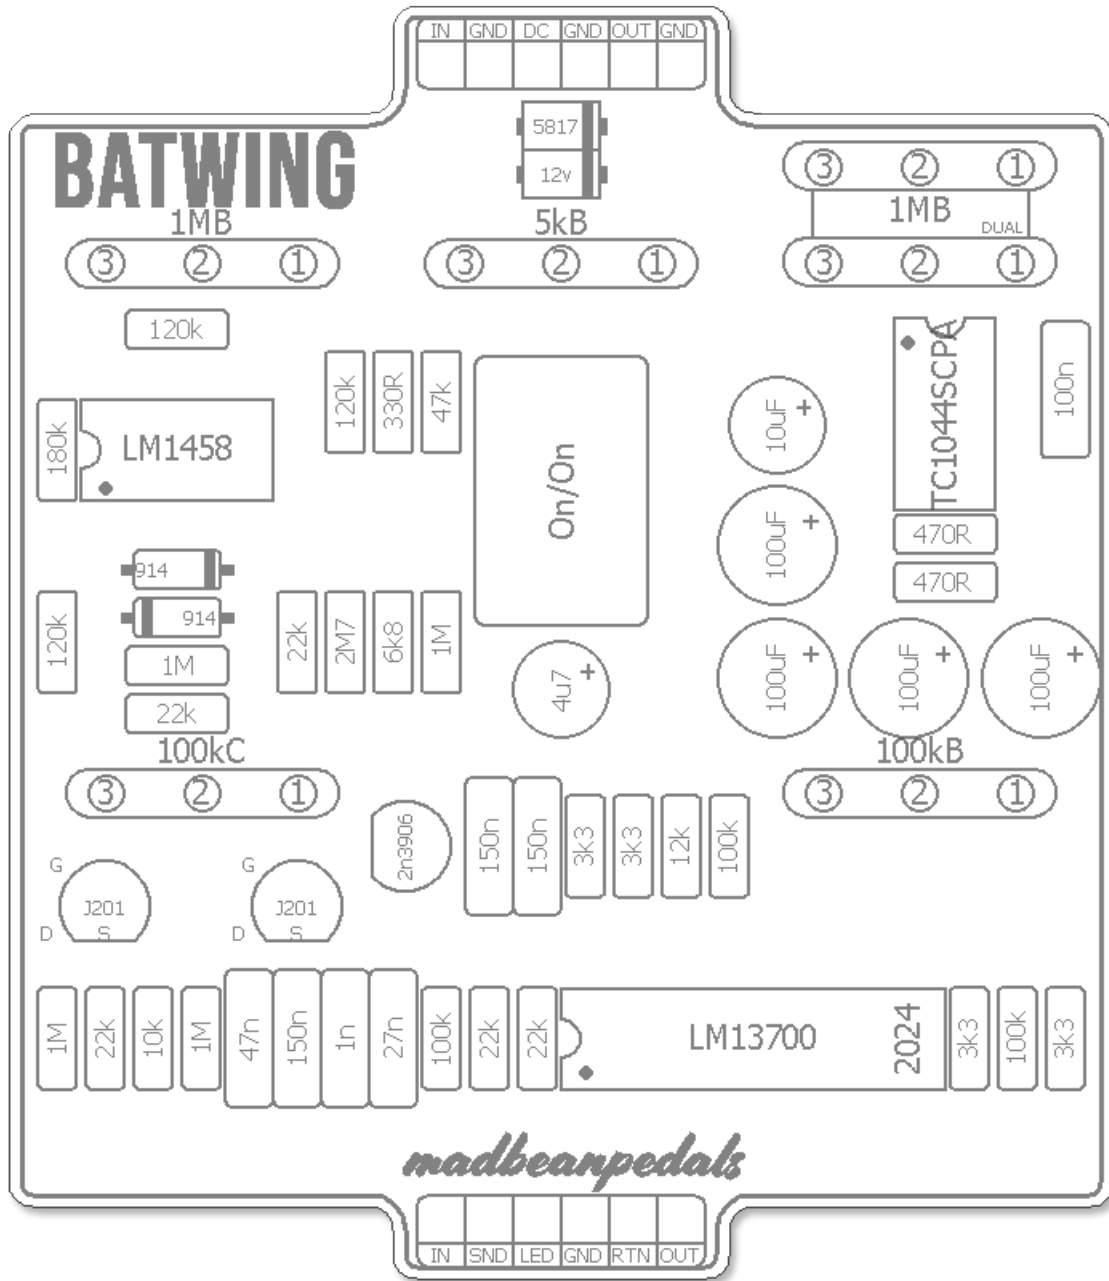 IN GND DC GND OUT GND
5817
12v
BATWING
1MB
3 2 1
5kB
3 2 1
3 2 1
1MB
DUAL
3 2 1
120k
180k
LM1458
120k
330R
47k
On/On
10uF +
TC1044SCPA
100n
100uF +
470R
470R
914
914
120k
1M
22k
22k
2M7
6k8
1M
4u7 +
100uF +
100uF +
100uF +
100kC
3 2 1
100kB
3 2 1
2n3906
150n
150n
3k3
3k3
12k
100k
G
J201
D S
G
J201
D S
1M
22k
10k
1M
47n
150n
1n
27n
100k
22k
22k
LM13700
2024
3k3
100k
3k3
madbeanpedals
IN SND LED GND RTN OUT